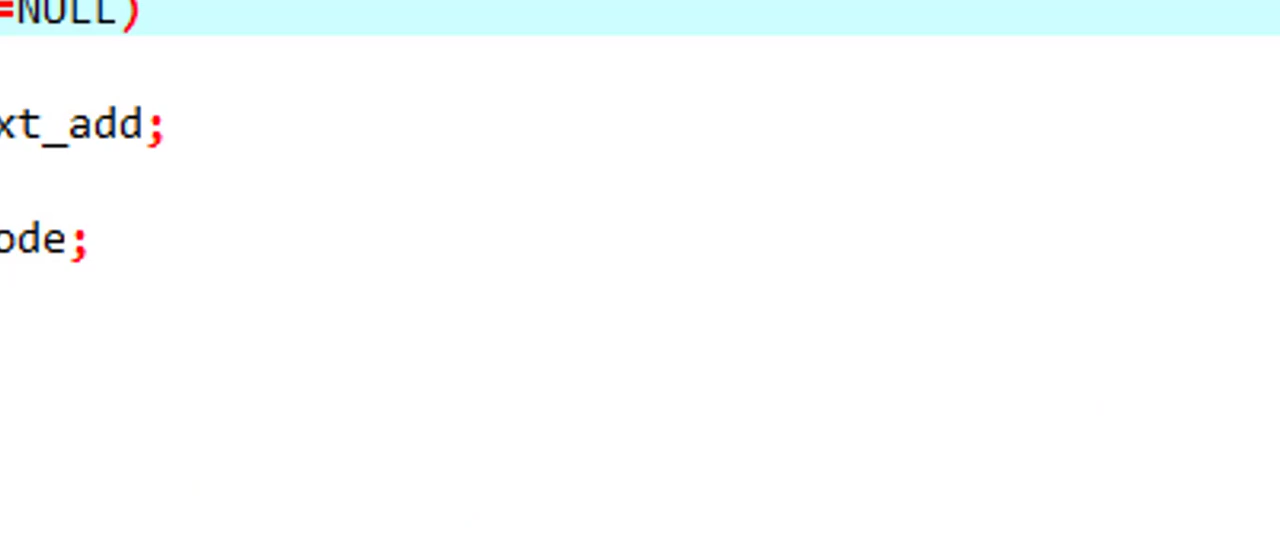 =NULL)
xt_add;
ode;